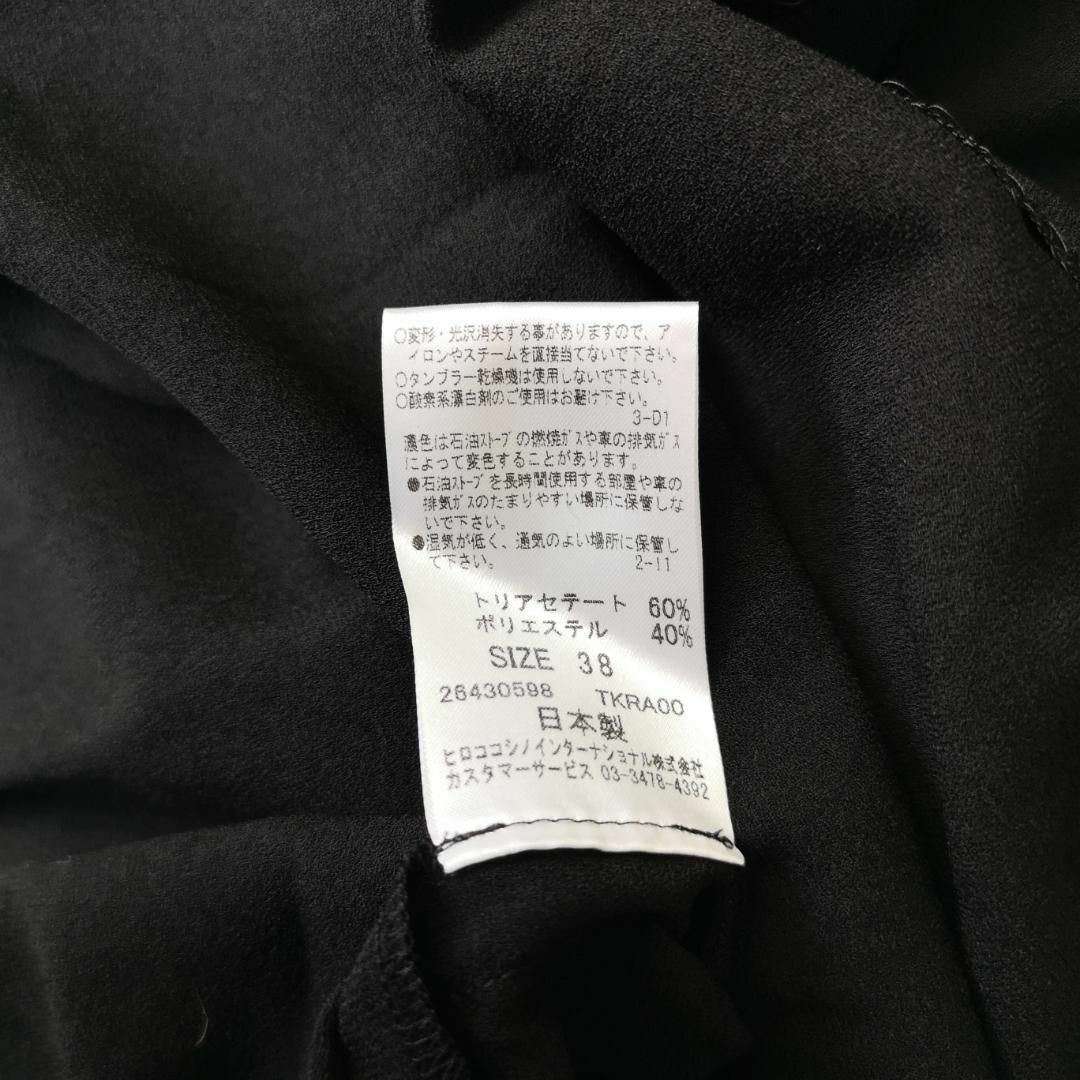 ○変形・光沢消失する事がありますので、ア
イロンやスチームを直接当てないで下さい。
○タンブラー乾燥機は使用しないで下さい。
○酸素系漂白剤のご使用はお避け下さい。
3-D1
濃色は石油ｽﾄｰﾌﾞの燃焼ｶﾞｽや車の排気ｶﾞｽ
によって変色することがあります。
●石油ｽﾄｰﾌﾞを長時間使用する部屋や車の
排気ｶﾞｽのたまりやすい場所に保管しな
いで下さい。
●湿気が低く、通気のよい場所に保管し
て下さい。 2-11
トリアセテート 60%
ポリエステル 40%
SIZE 38
26430598 TKRA00
日本製
ヒロココシノインターナショナル株式会社
カスタマーサービス 03-3478-4392